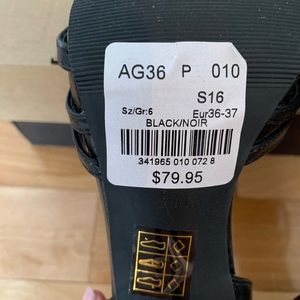 AG36 P 010
S16
Sz/Gr:6 Eur36-37
BLACK/NOIR
341965 010 072 8
$79.95